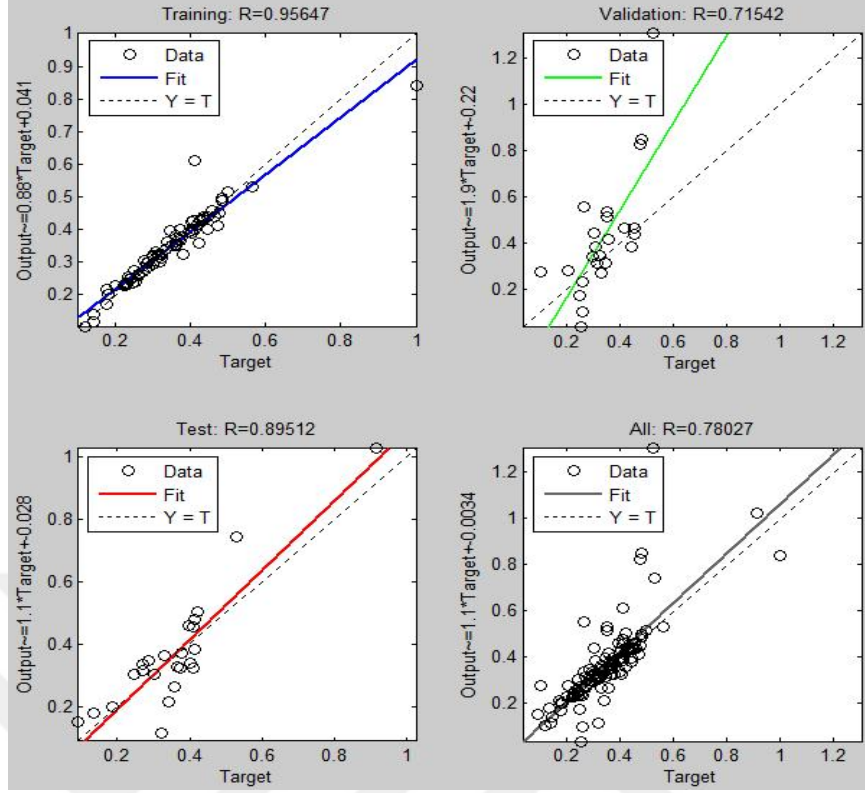 Training: R=0.95647
Output~=0.88*Target+0.041
1
0.9
0.8
0.7
0.6
0.5
0.4
0.3
0.2
Data
Fit
Y = T
0.2 0.4 0.6 0.8 1
Target
Validation: R=0.71542
Output~=1.9*Target+-0.22
1.2
1
0.8
0.6
0.4
0.2
Data
Fit
Y = T
0.2 0.4 0.6 0.8 1 1.2
Target
Test: R=0.89512
Output~=1.1*Target+-0.028
1
0.8
0.6
0.4
0.2
Data
Fit
Y = T
0.2 0.4 0.6 0.8 1
Target
All: R=0.78027
Output~=1.1*Target+-0.0034
1.2
1
0.8
0.6
0.4
0.2
Data
Fit
Y = T
0.2 0.4 0.6 0.8 1 1.2
Target